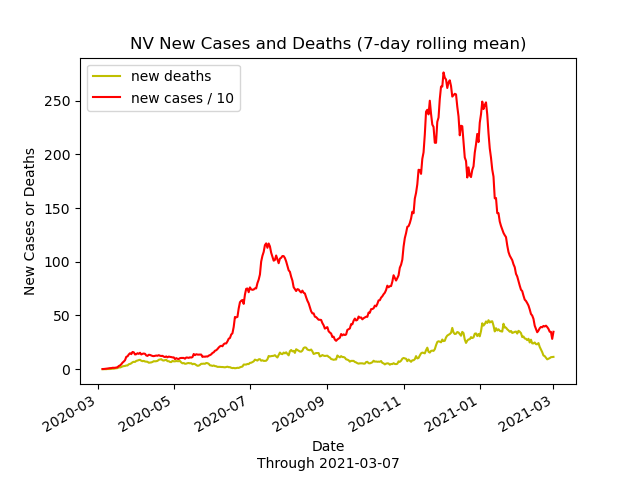 NV New Cases and Deaths (7-day rolling mean)
new deaths
new cases / 10
New Cases or Deaths
250
200
150
100
50
0
2020-03
2020-05
2020-07
2020-09
2020-11
2021-01
2021-03
Date
Through 2021-03-07